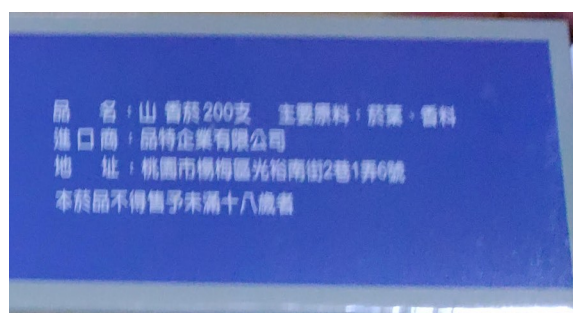 品　名：山 香菸200支　主要原料：菸葉、香料
進口商：品特企業有限公司
地　址：桃園市楊梅區光裕南街2巷1弄6號
本菸品不得售予未滿十八歲者